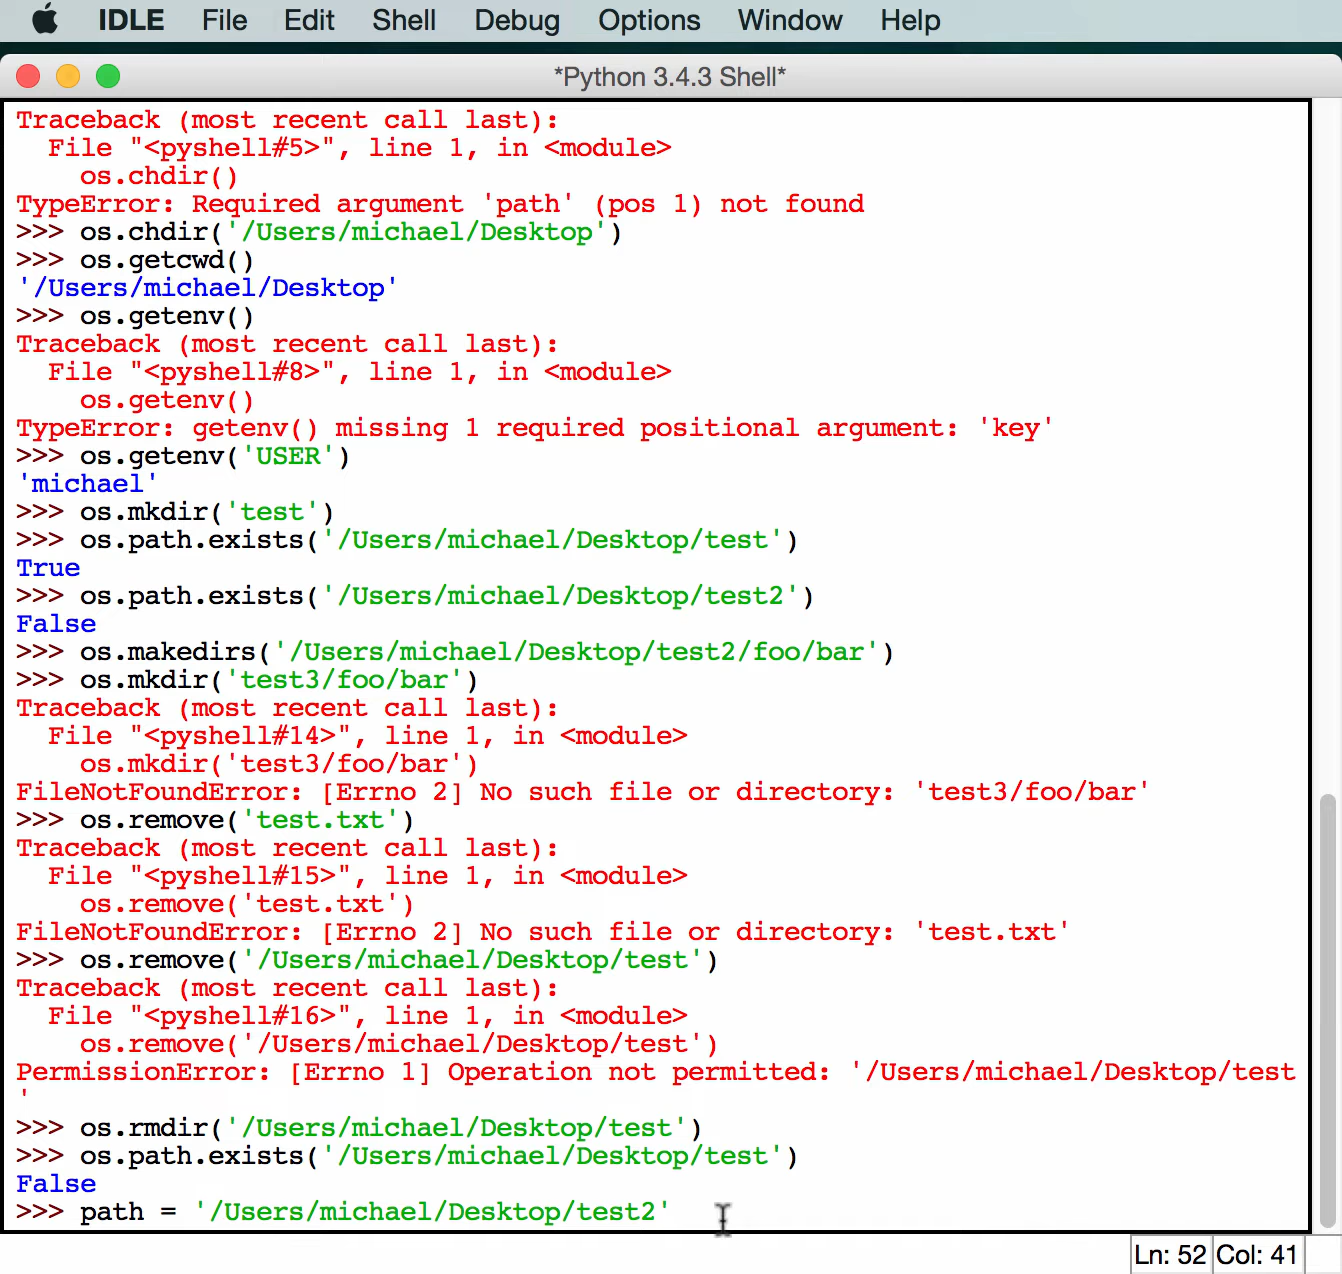 IDLE File Edit Shell Debug Options Window Help
*Python 3.4.3 Shell*
Traceback (most recent call last):
  File "<pyshell#5>", line 1, in <module>
    os.chdir()
TypeError: Required argument 'path' (pos 1) not found
>>> os.chdir('/Users/michael/Desktop')
>>> os.getcwd()
'/Users/michael/Desktop'
>>> os.getenv()
Traceback (most recent call last):
  File "<pyshell#8>", line 1, in <module>
    os.getenv()
TypeError: getenv() missing 1 required positional argument: 'key'
>>> os.getenv('USER')
'michael'
>>> os.mkdir('test')
>>> os.path.exists('/Users/michael/Desktop/test')
True
>>> os.path.exists('/Users/michael/Desktop/test2')
False
>>> os.makedirs('/Users/michael/Desktop/test2/foo/bar')
>>> os.mkdir('test3/foo/bar')
Traceback (most recent call last):
  File "<pyshell#14>", line 1, in <module>
    os.mkdir('test3/foo/bar')
FileNotFoundError: [Errno 2] No such file or directory: 'test3/foo/bar'
>>> os.remove('test.txt')
Traceback (most recent call last):
  File "<pyshell#15>", line 1, in <module>
    os.remove('test.txt')
FileNotFoundError: [Errno 2] No such file or directory: 'test.txt'
>>> os.remove('/Users/michael/Desktop/test')
Traceback (most recent call last):
  File "<pyshell#16>", line 1, in <module>
    os.remove('/Users/michael/Desktop/test')
PermissionError: [Errno 1] Operation not permitted: '/Users/michael/Desktop/test
'
>>> os.rmdir('/Users/michael/Desktop/test')
>>> os.path.exists('/Users/michael/Desktop/test')
False
>>> path = '/Users/michael/Desktop/test2'
Ln: 52 Col: 41